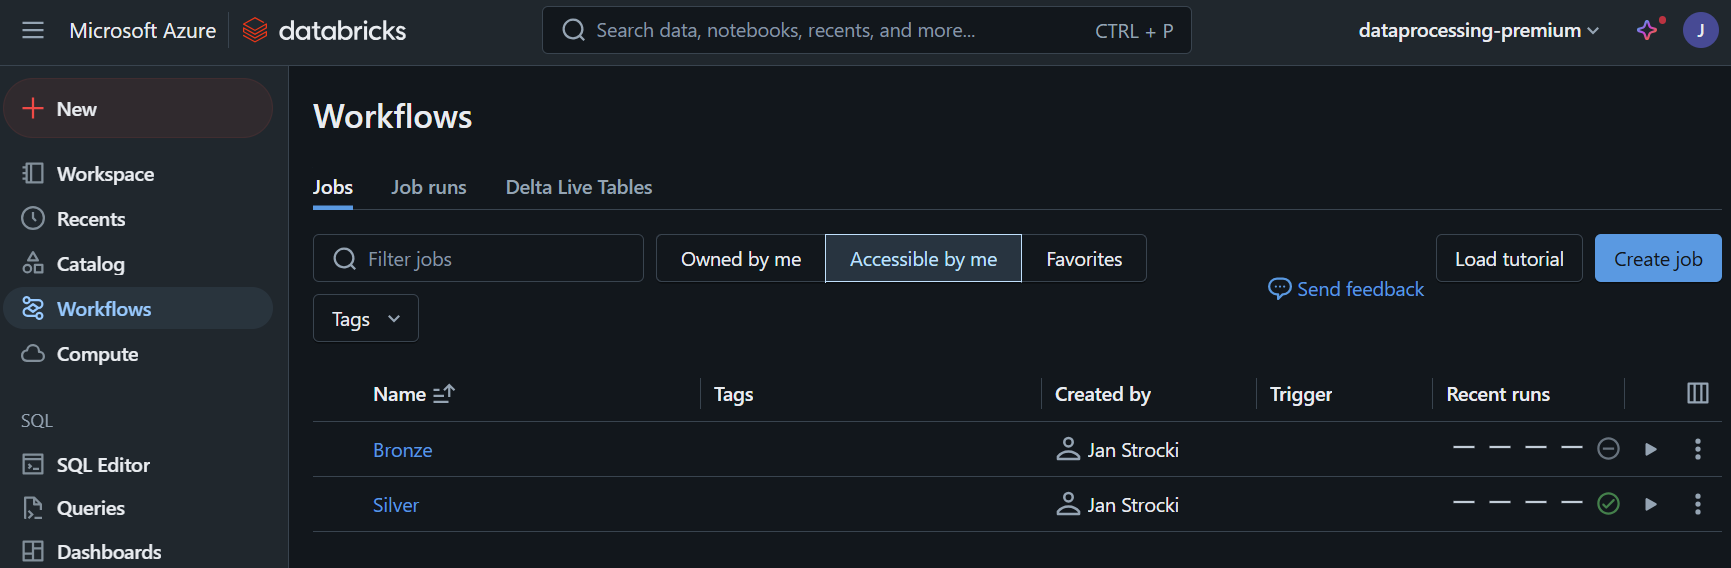 Microsoft Azure databricks
Search data, notebooks, recents, and more... CTRL + P
dataprocessing-premium
J
New
Workspace
Recents
Catalog
Workflows
Compute
SQL
SQL Editor
Queries
Dashboards
Workflows
Jobs Job runs Delta Live Tables
Filter jobs Owned by me Accessible by me Favorites
Send feedback
Load tutorial Create job
Tags
Name Tags Created by Trigger Recent runs
Bronze Jan Strocki
Silver Jan Strocki